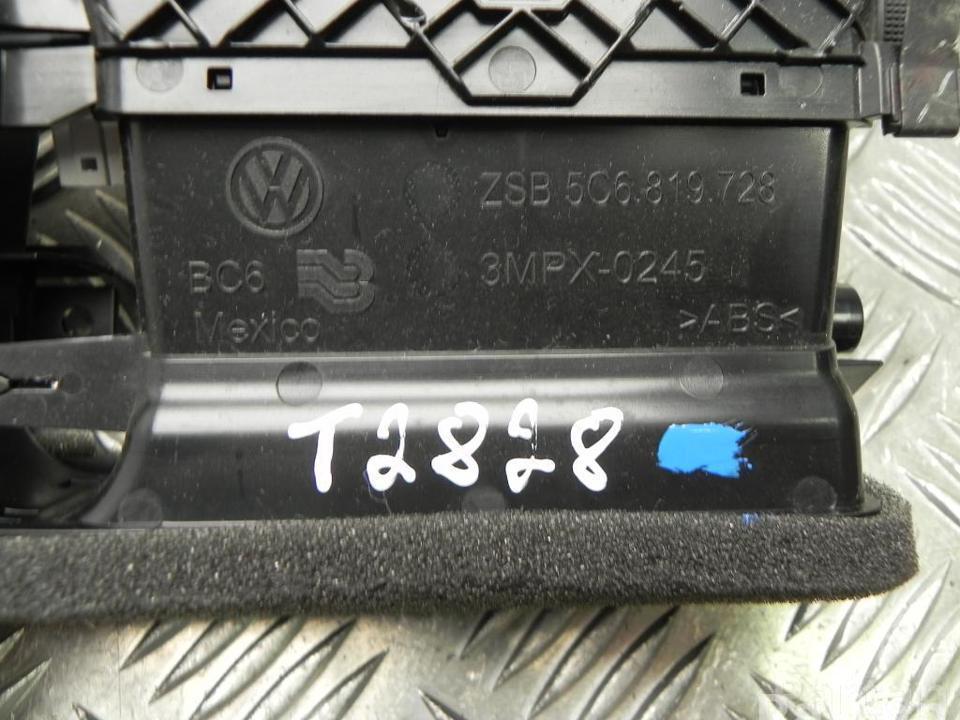 ZSB 5C6.819.728
3MPX-0245
BC6
Mexico
>ABS<
T2828